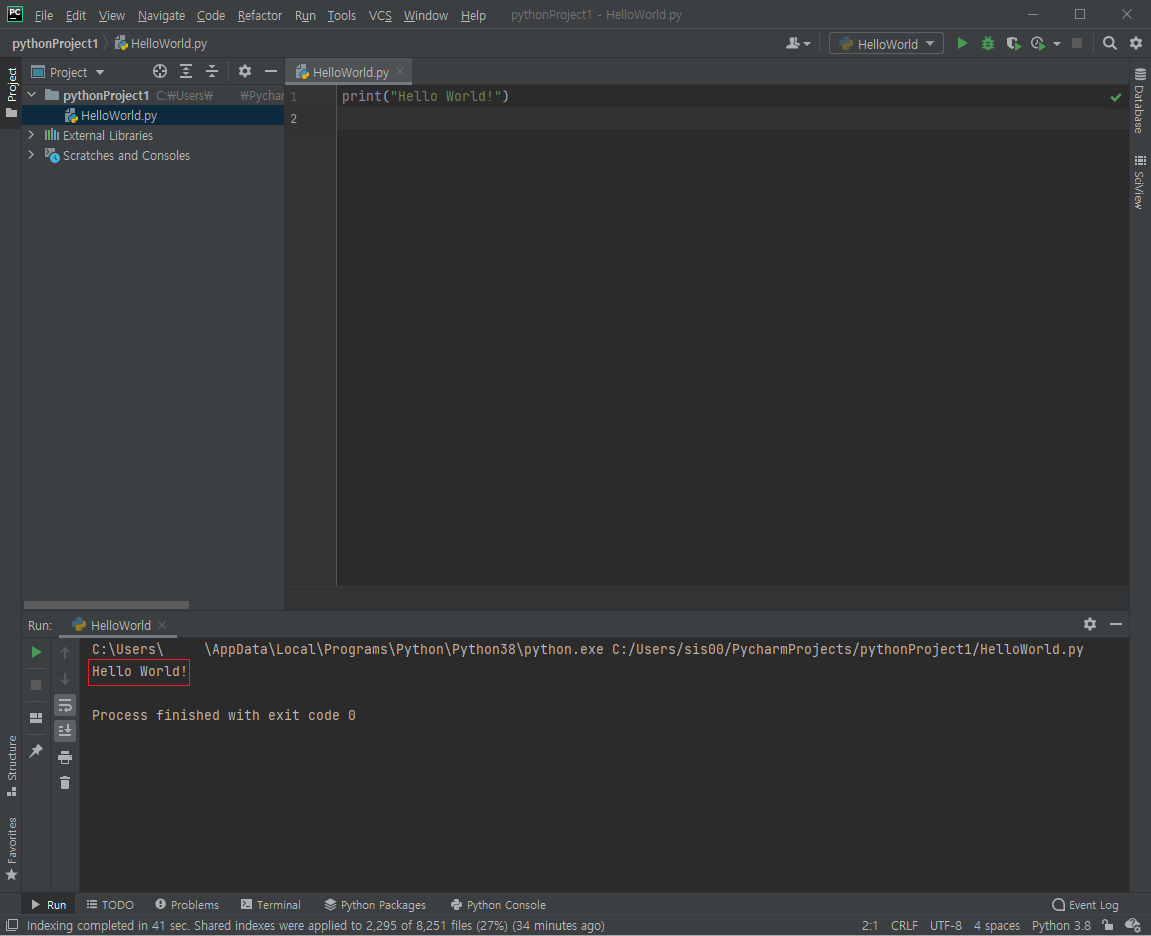 PC File Edit View Navigate Code Refactor Run Tools VCS Window Help pythonProject1 - HelloWorld.py
pythonProject1 HelloWorld.py HelloWorld
Project
Project
HelloWorld.py
pythonProject1 C:₩Users₩ ₩Pychar
HelloWorld.py
External Libraries
Scratches and Consoles
1 print("Hello World!")
2
Database
SciView
Run: HelloWorld
C:\Users\ \AppData\Local\Programs\Python\Python38\python.exe C:/Users/sis00/PycharmProjects/pythonProject1/HelloWorld.py
Hello World!
Process finished with exit code 0
Structure
Favorites
Run TODO Problems Terminal Python Packages Python Console Event Log
Indexing completed in 41 sec. Shared indexes were applied to 2,295 of 8,251 files (27%) (34 minutes ago) 2:1 CRLF UTF-8 4 spaces Python 3.8